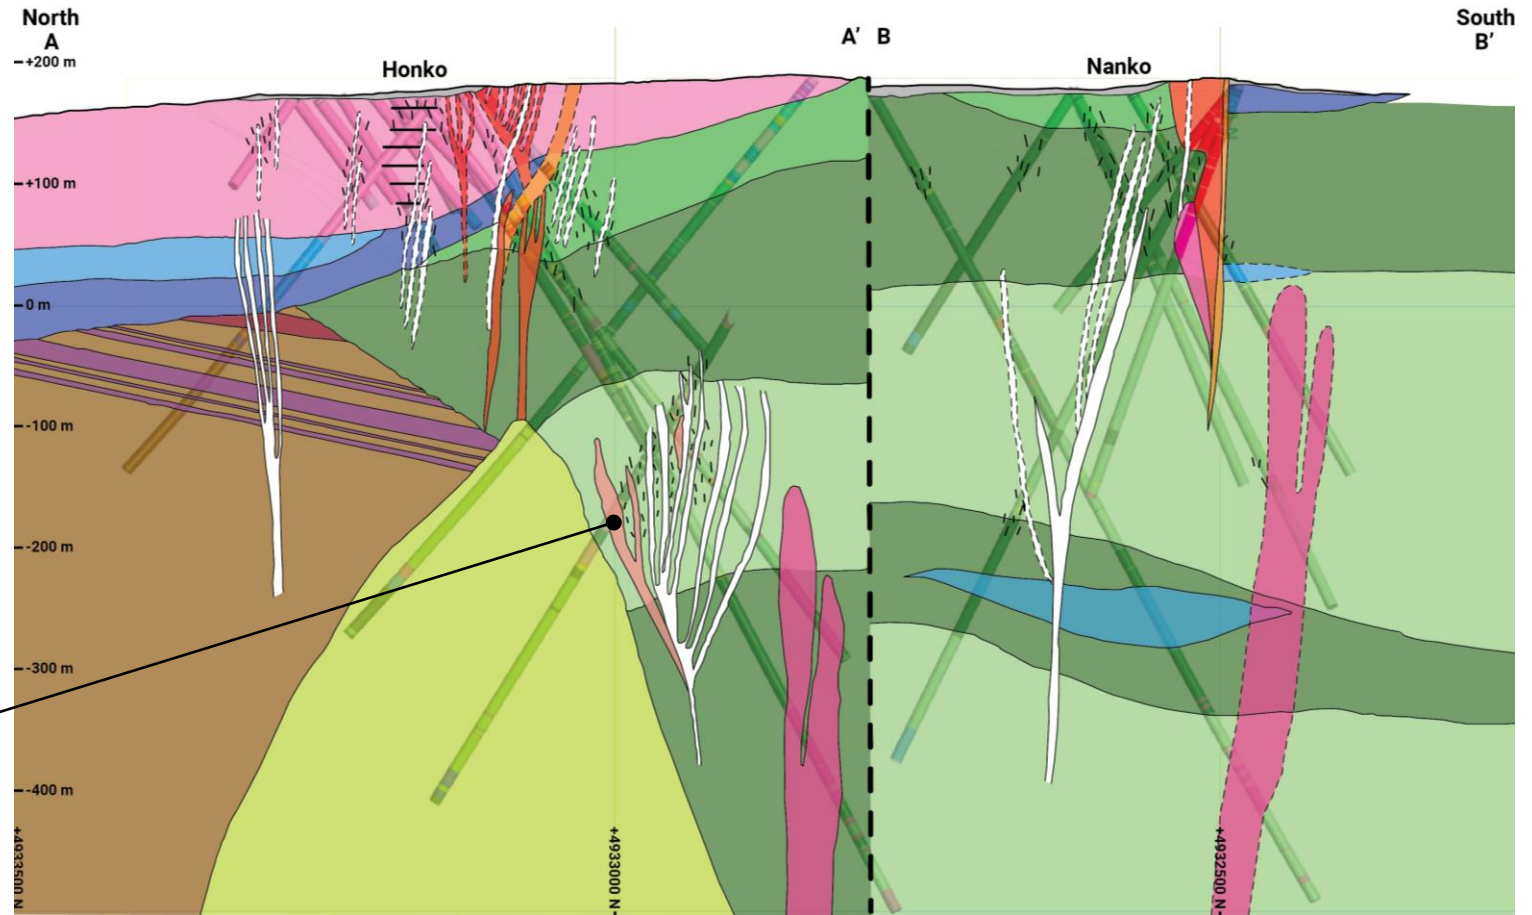 North
A
A’
B
South
B’
Honko
Nanko
+200 m
+100 m
0 m
-100 m
-200 m
-300 m
-400 m
+4933500 N
+4933000 N
+4932500 N